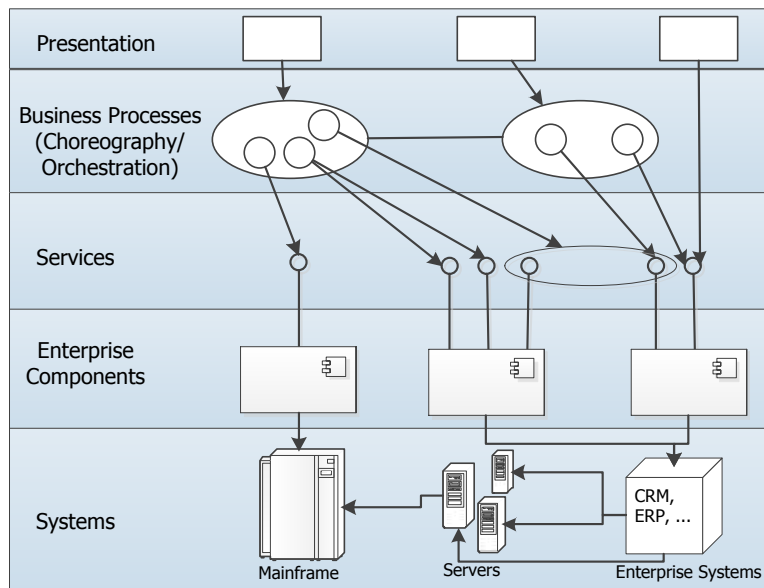 Presentation
Business Processes
(Choreography/
Orchestration)
Services
Enterprise
Components
Systems
CRM,
ERP, ...
Mainframe
Servers
Enterprise Systems